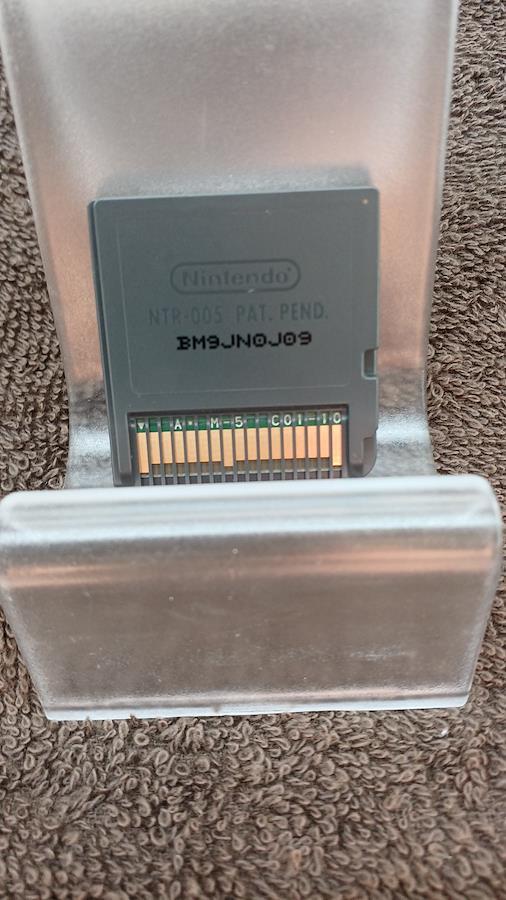 Nintendo®
NTR-005 PAT. PEND.
BM9JN0J09
A M-5 C01-10